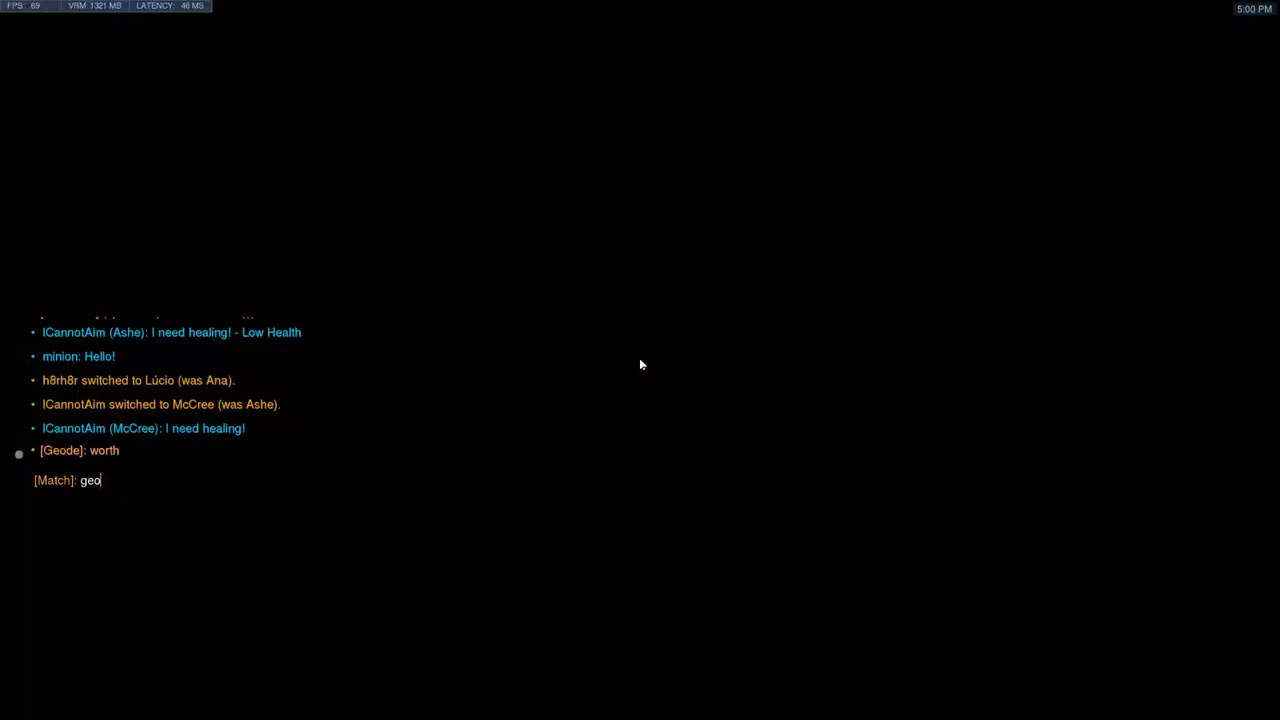 FPS: 69 VRM: 1321 MB LATENCY: 46 MS
5:00 PM
• ICannotAim (Ashe): I need healing! - Low Health
• minion: Hello!
• h8rh8r switched to Lúcio (was Ana).
• ICannotAim switched to McCree (was Ashe).
• ICannotAim (McCree): I need healing!
• [Geode]: worth
[Match]: geo